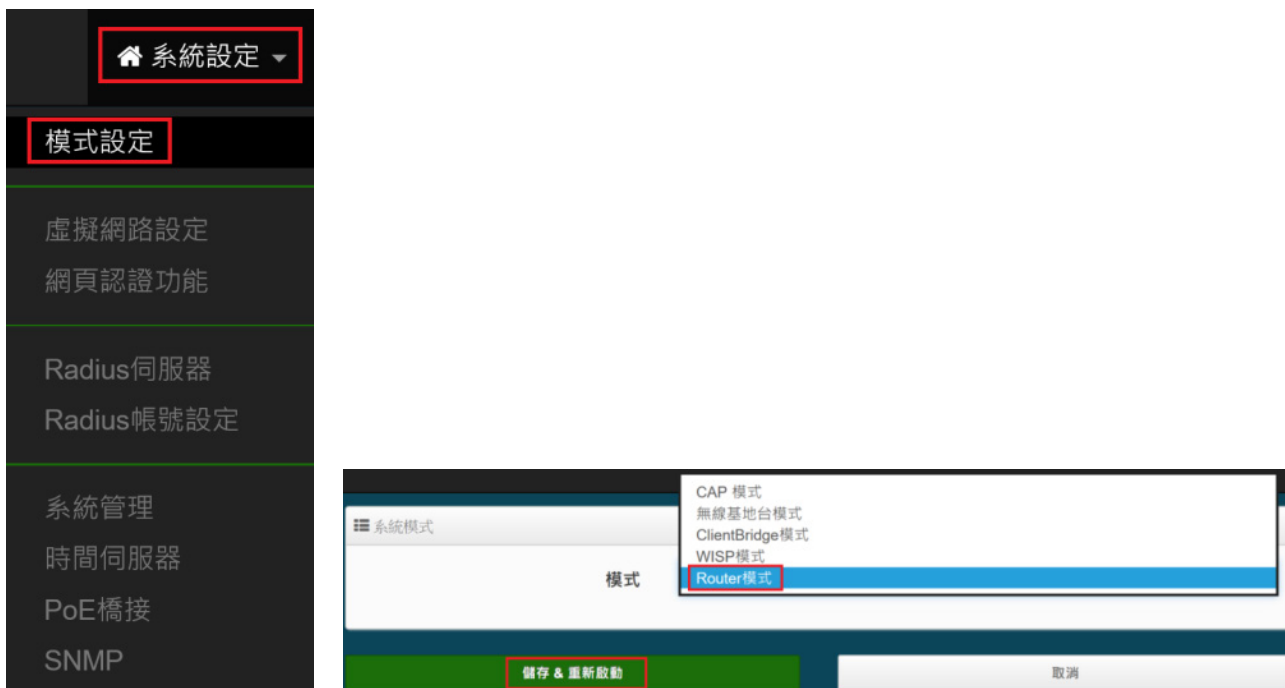 系統設定
模式設定
虛擬網路設定
網頁認證功能
Radius伺服器
Radius帳號設定
系統管理
時間伺服器
PoE橋接
SNMP
系統模式
模式
CAP 模式
無線基地台模式
ClientBridge模式
WISP模式
Router模式
儲存 & 重新啟動
取消